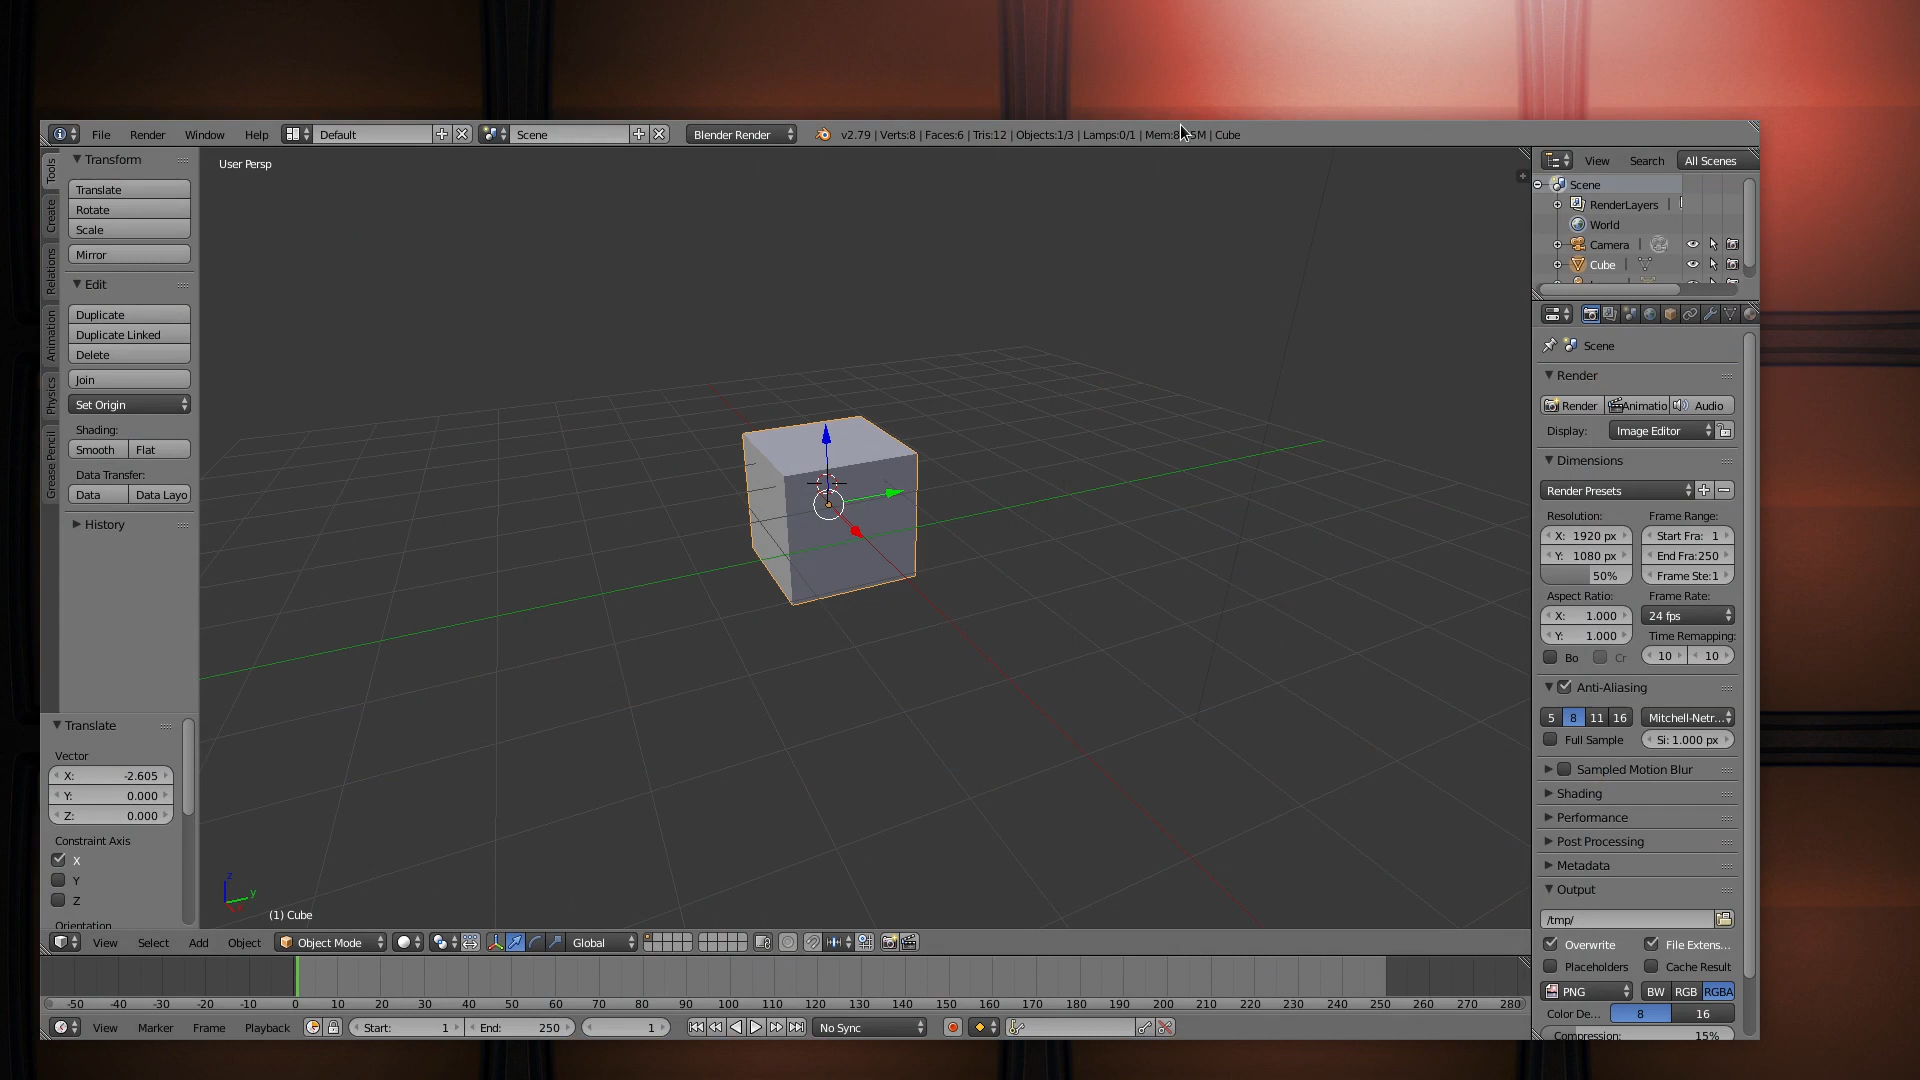 File Render Window Help Default Scene Blender Render v2.79 | Verts:8 | Faces:6 | Tris:12 | Objects:1/3 | Lamps:0/1 | Cube
Tools
Create
Relations
Animation
Physics
Grease Pencil
Transform
Translate
Rotate
Scale
Mirror
Edit
Duplicate
Duplicate Linked
Delete
Join
Set Origin
Shading:
Smooth Flat
Data Transfer:
Data Data Layo
History
Translate
Vector
X: -2.605
Y: 0.000
Z: 0.000
Constraint Axis
X
Y
Z
Orientation
User Persp
z
y
(1) Cube
View Select Add Object Object Mode Global
-50 -40 -30 -20 -10 0 10 20 30 40 50 60 70 80 90 100 110 120 130 140 150 160 170 180 190 200 210 220 230 240 250 260 270 280
View Marker Frame Playback Start: 1 End: 250 1 No Sync
View Search All Scenes
Scene
RenderLayers |
World
Camera |
Cube |
Scene
Render
Render Animatio Audio
Display: Image Editor
Dimensions
Render Presets
Resolution: Frame Range:
X: 1920 px Start Fra: 1
Y: 1080 px End Fra:250
50% Frame Ste:1
Aspect Ratio: Frame Rate:
X: 1.000 24 fps
Y: 1.000 Time Remapping:
Bo Cr 10 10
Anti-Aliasing
5 8 11 16 Mitchell-Netr...
Full Sample Si: 1.000 px
Sampled Motion Blur
Shading
Performance
Post Processing
Metadata
Output
/tmp/
Overwrite File Extens...
Placeholders Cache Result
PNG BW RGB RGBA
Color De... 8 16
Compression: 15%